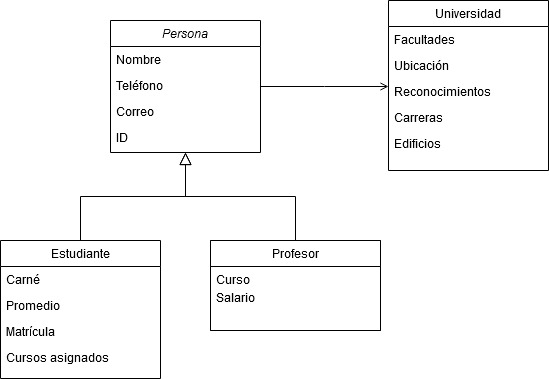 Persona
Nombre
Teléfono
Correo
ID
Universidad
Facultades
Ubicación
Reconocimientos
Carreras
Edificios
Estudiante
Carné
Promedio
Matrícula
Cursos asignados
Profesor
Curso
Salario